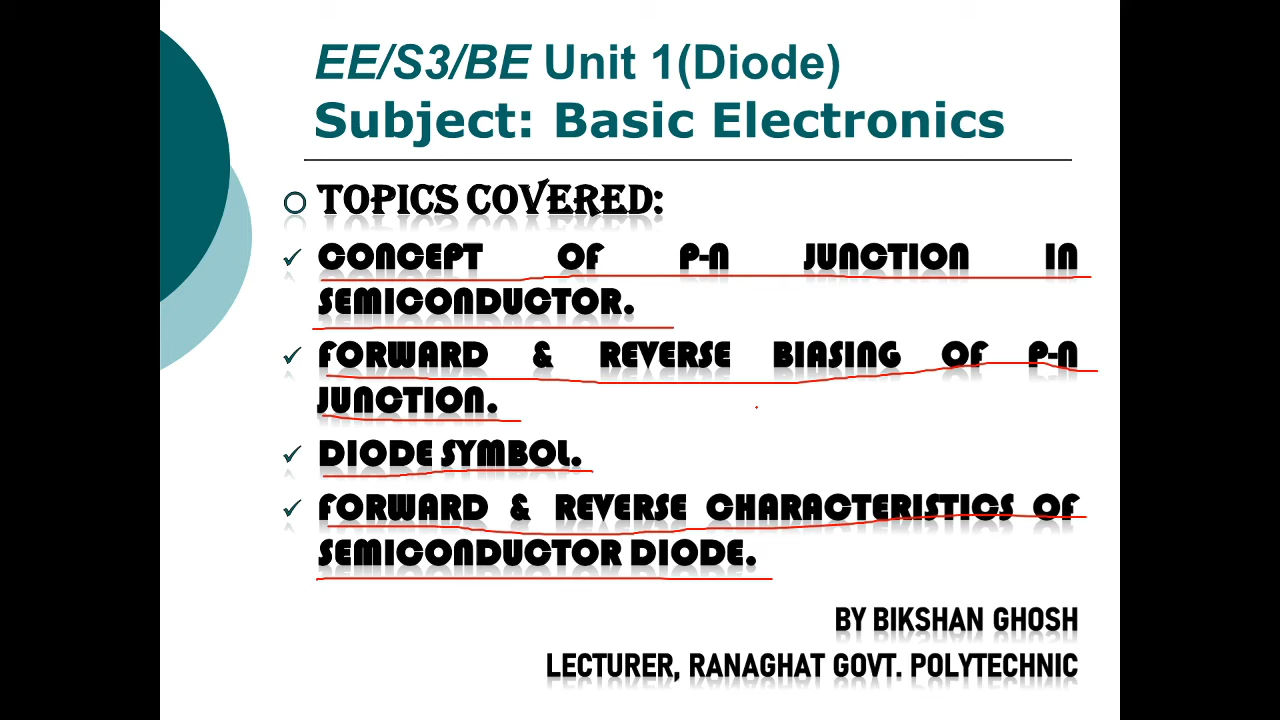 EE/S3/BE Unit 1(Diode)
Subject: Basic Electronics
TOPICS COVERED:
CONCEPT OF P-N JUNCTION IN
SEMICONDUCTOR.
FORWARD & REVERSE BIASING OF P-N
JUNCTION.
DIODE SYMBOL.
FORWARD & REVERSE CHARACTERISTICS OF
SEMICONDUCTOR DIODE.
BY BIKSHAN GHOSH
LECTURER, RANAGHAT GOVT. POLYTECHNIC